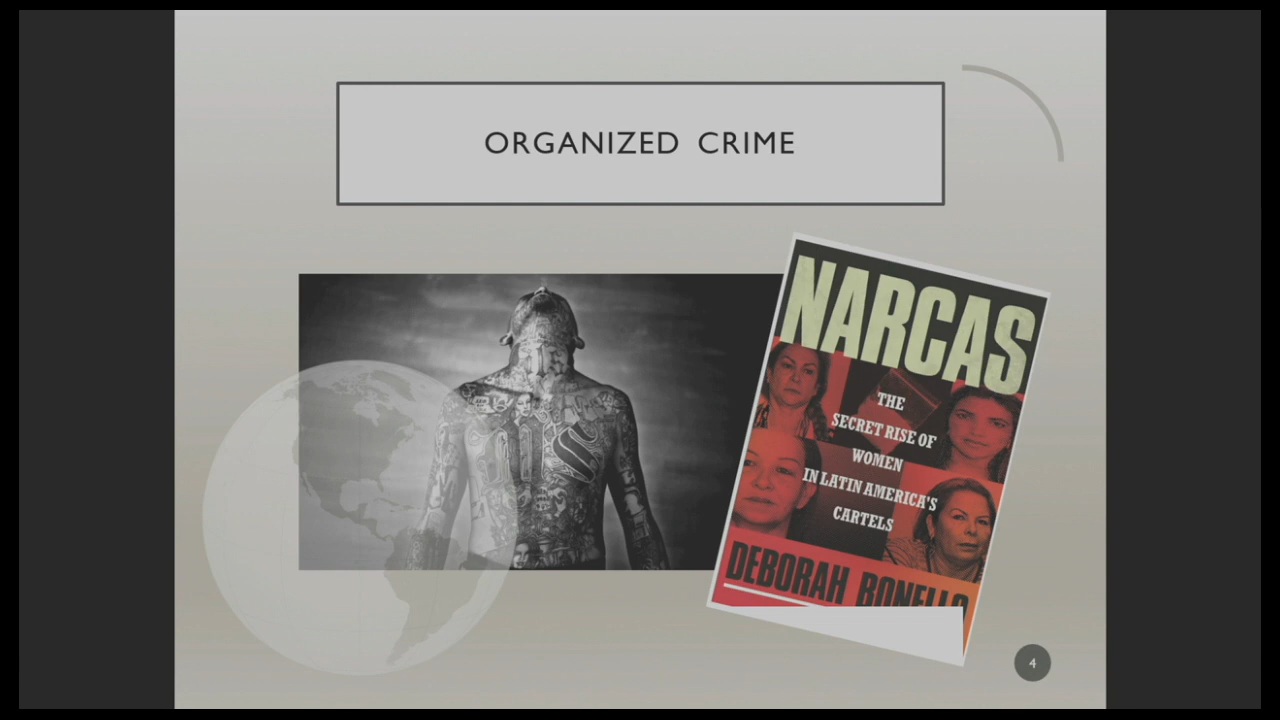 ORGANIZED CRIME
NARCAS
THE
SECRET RISE OF
WOMEN
IN LATIN AMERICA'S
CARTELS
DEBORAH BONELLO
4